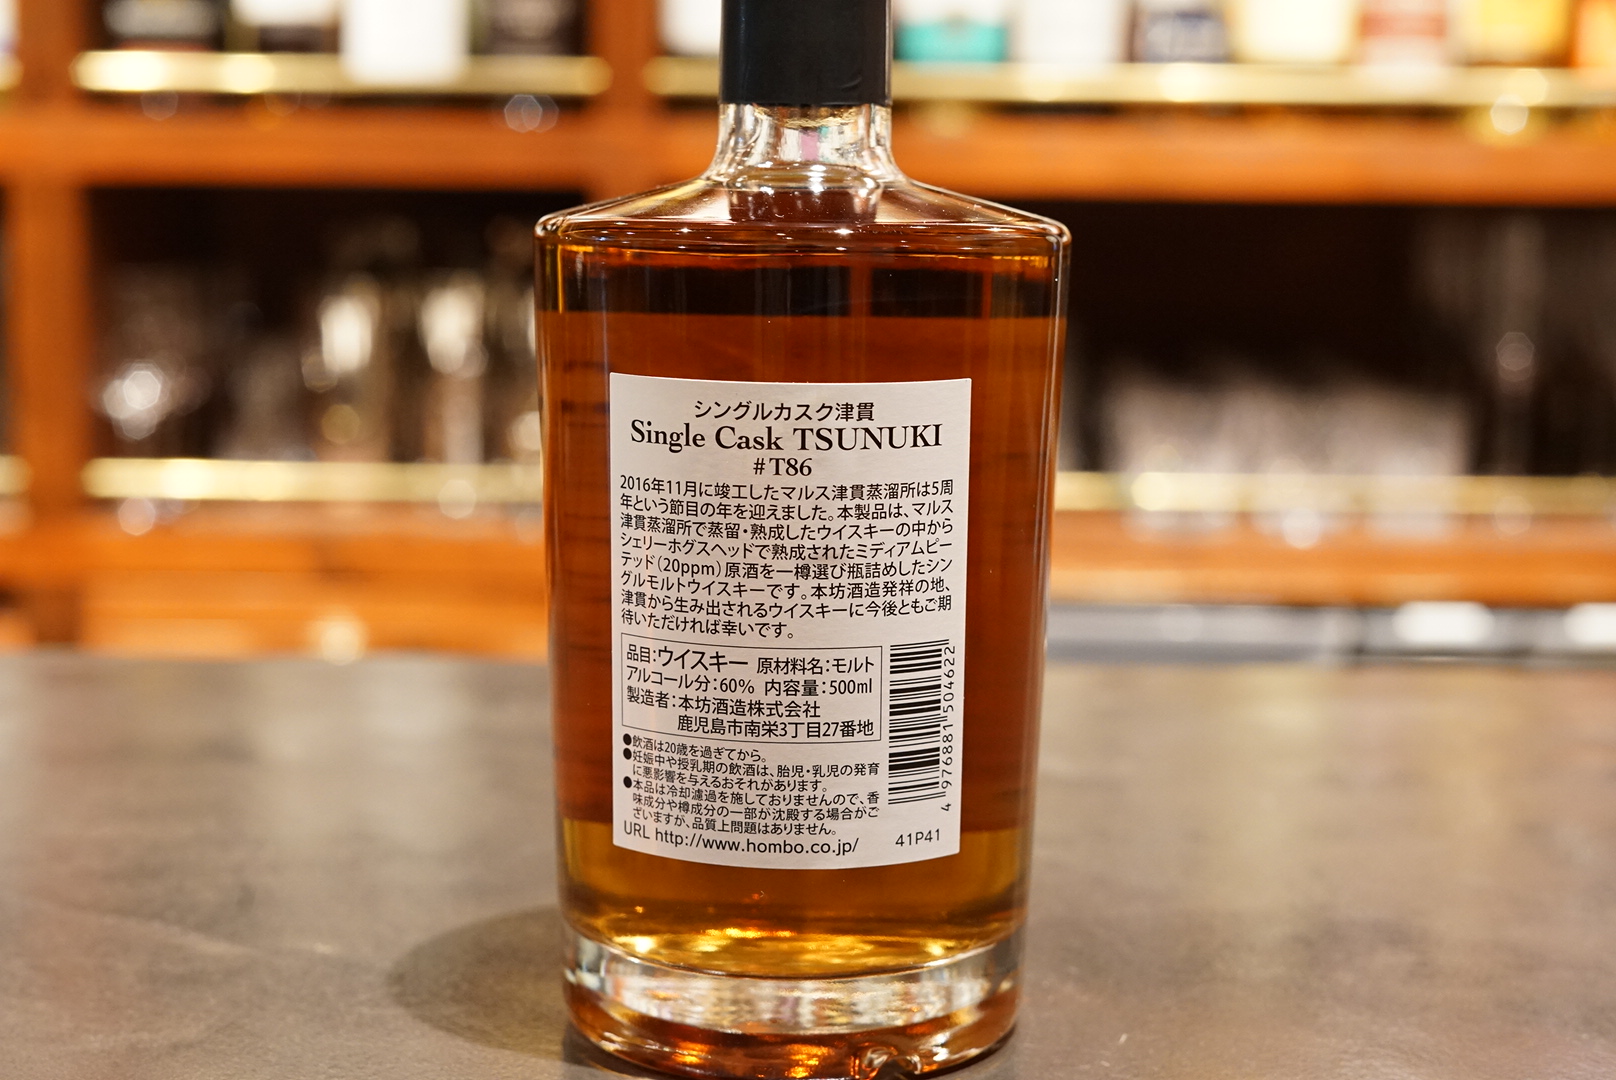 シングルカスク津貫
Single Cask TSUNUKI
#T86
2016年11月に竣工したマルス津貫蒸溜所は5周
年という節目の年を迎えました。本製品は、マルス
津貫蒸溜所で蒸留・熟成したウイスキーの中から
シェリーホグスヘッドで熟成されたミディアムピー
テッド(20ppm)原酒を一樽選び瓶詰めしたシン
グルモルトウイスキーです。本坊酒造発祥の地、
津貫から生み出されるウイスキーに今後ともご期
待いただければ幸いです。
品目:ウイスキー 原材料名:モルト
アルコール分:60% 内容量:500ml
製造者:本坊酒造株式会社
鹿児島市南栄3丁目27番地
●飲酒は20歳を過ぎてから。
●妊娠中や授乳期の飲酒は、胎児・乳児の発育
に悪影響を与えるおそれがあります。
●本品は冷却濾過を施しておりませんので、香
味成分や樽成分の一部が沈殿する場合がご
ざいますが、品質上問題はありません。
URL http://www.hombo.co.jp/
41P41
4 976881 504622